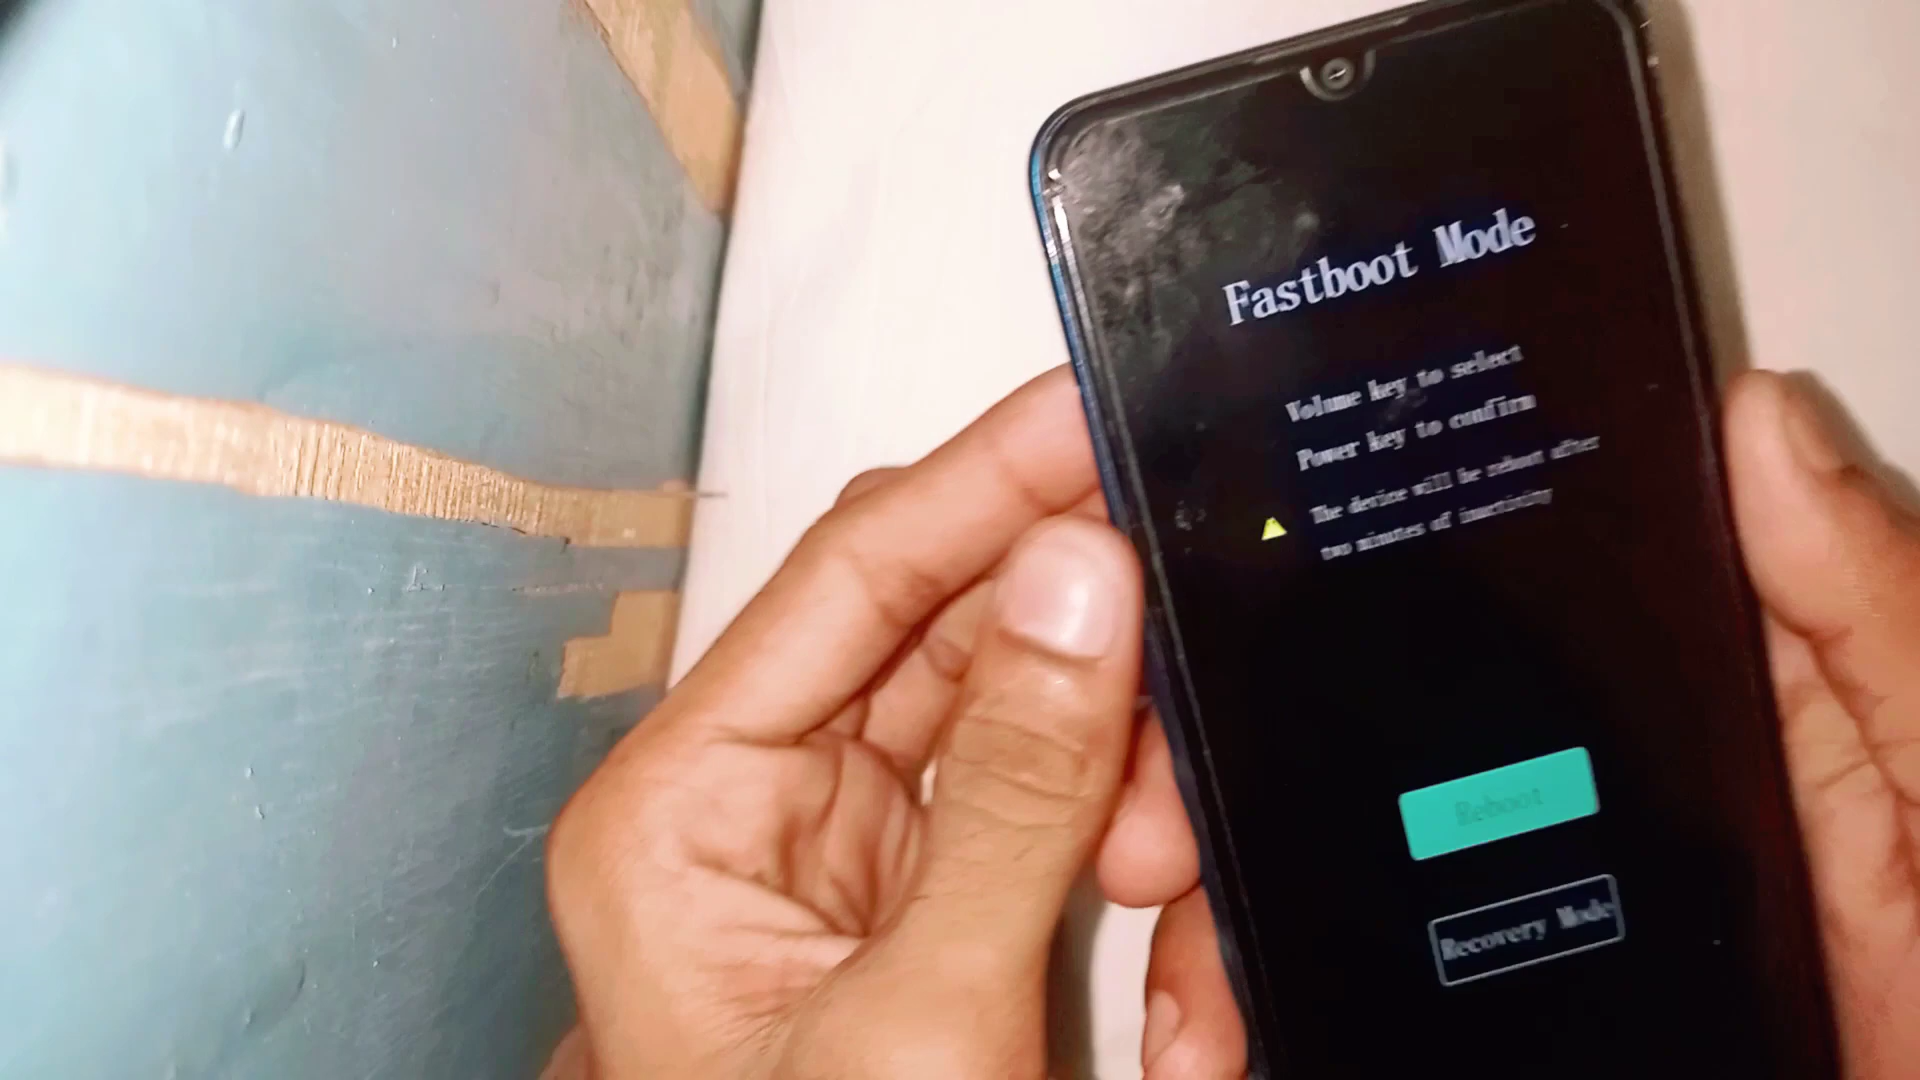 Fastboot Mode
Volume key to select
Power key to confirm
The device will be reboot after
two minutes of inactivity
Reboot
Recovery Mode